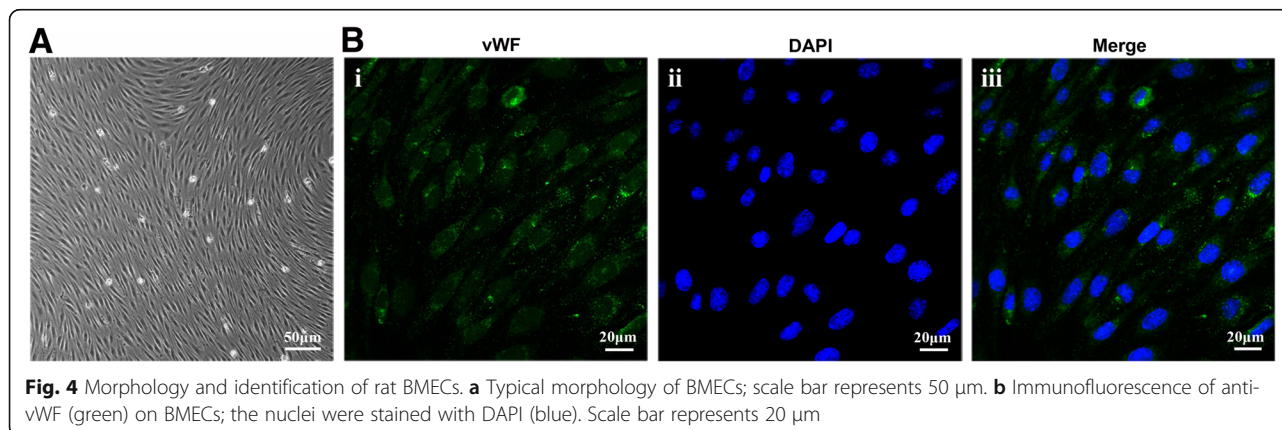 A
B
vWF
DAPI
Merge
i
ii
iii
50µm
20µm
20µm
20µm
Fig. 4 Morphology and identification of rat BMECs. a Typical morphology of BMECs; scale bar represents 50 µm. b Immunofluorescence of anti-
vWF (green) on BMECs; the nuclei were stained with DAPI (blue). Scale bar represents 20 µm